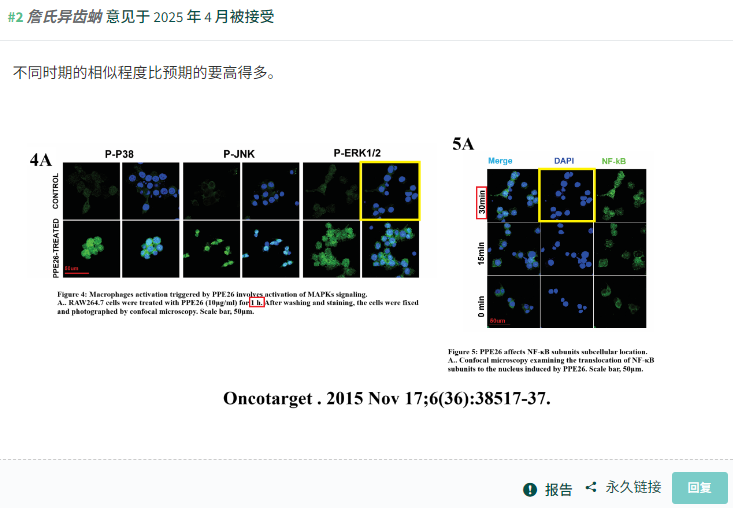 #2 詹氏异齿蚋 意见于 2025 年 4 月被接受
不同时期的相似程度比预期的要高得多。
4A
P-P38 P-JNK P-ERK1/2
CONTROL
PPE26-TREATED
50um
Figure 4: Macrophages activation triggered by PPE26 involves activation of MAPKs signaling.
A.. RAW264.7 cells were treated with PPE26 (10μg/ml) for 1 h. After washing and staining, the cells were fixed
and photographed by confocal microscopy. Scale bar, 50μm.
5A
Merge DAPI NF-kB
30min
15min
0 min
50um
Figure 5: PPE26 affects NF-κB subunits subcellular location.
A.. Confocal microscopy examining the translocation of NF-κB
subunits to the nucleus induced by PPE26. Scale bar, 50μm.
Oncotarget . 2015 Nov 17;6(36):38517-37.
报告 永久链接 回复